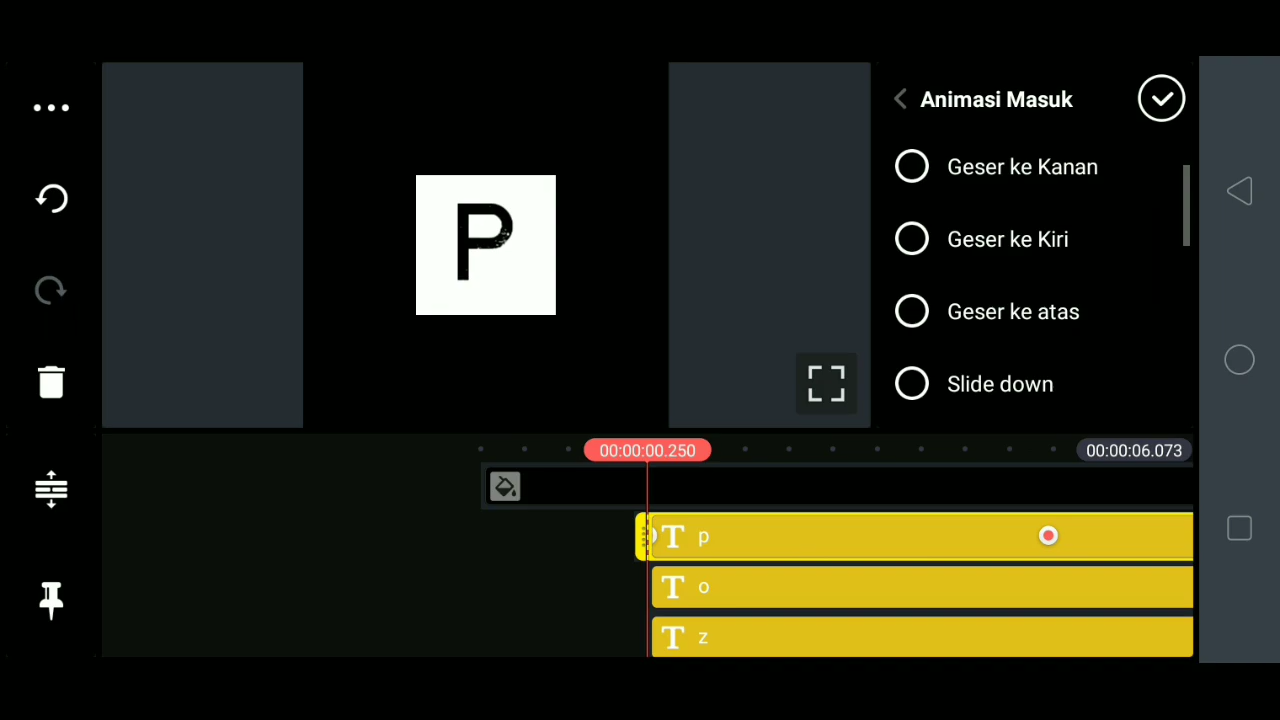 Animasi Masuk
Geser ke Kanan
P
Geser ke Kiri
Geser ke atas
Slide down
00:00:00.250
00:00:06.073
T p
T o
T z